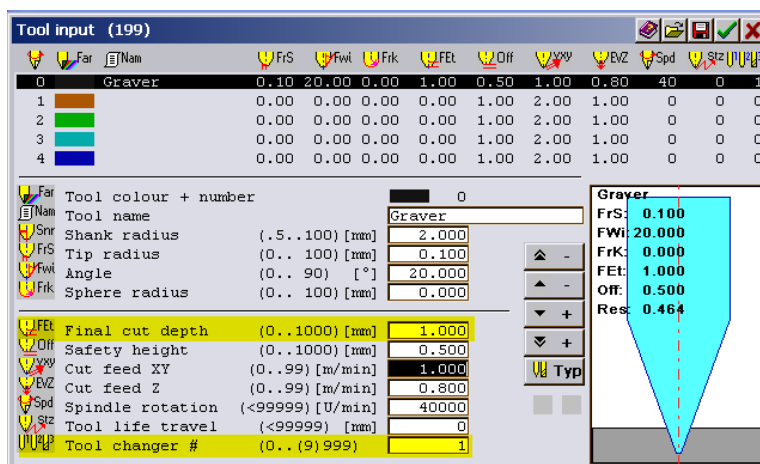 Tool input (199)
Far Nam FrS Fwi Frk FEt Off Vxy EvZ Spd Stz
0 Graver 0.10 20.00 0.00 1.00 0.50 1.00 0.80 40 0 1
1 0.00 0.00 0.00 0.00 1.00 2.00 1.00 0 0
2 0.00 0.00 0.00 0.00 1.00 2.00 1.00 0 0
3 0.00 0.00 0.00 0.00 1.00 2.00 1.00 0 0
4 0.00 0.00 0.00 0.00 1.00 2.00 1.00 0 0
Far Tool colour + number 0
Nam Tool name Graver
Snr Shank radius (.5..100)[mm] 2.000
FrS Tip radius (0.. 100)[mm] 0.100
Fwi Angle (0.. 90) [°] 20.000
Frk Sphere radius (0.. 100)[mm] 0.000
FEt Final cut depth (0..1000)[mm] 1.000
Off Safety height (0..1000)[mm] 0.500
Vxy Cut feed XY (0..99)[m/min] 1.000
EvZ Cut feed Z (0..99)[m/min] 0.800
Spd Spindle rotation (<99999)[U/min] 40000
Stz Tool life travel (<99999) [mm] 0
Tool changer # (0..(9)999) 1
-
-
+
+
Typ
Graver
FrS: 0.100
FWi: 20.000
FrK: 0.000
FEt: 1.000
Off: 0.500
Res: 0.464